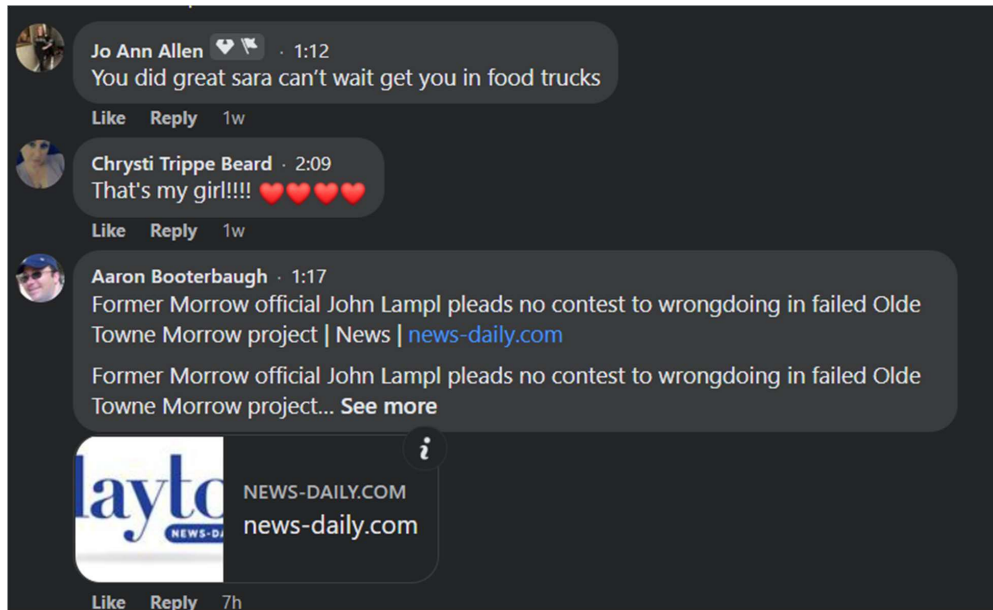 Jo Ann Allen · 1:12
You did great sara can't wait get you in food trucks
Like Reply 1w
Chrysti Trippe Beard · 2:09
That's my girl!!!! ❤️❤️❤️❤️
Like Reply 1w
Aaron Booterbaugh · 1:17
Former Morrow official John Lampl pleads no contest to wrongdoing in failed Olde
Towne Morrow project | News | news-daily.com
Former Morrow official John Lampl pleads no contest to wrongdoing in failed Olde
Towne Morrow project... See more
layto
NEWS-DA
NEWS-DAILY.COM
news-daily.com
Like Reply 7h